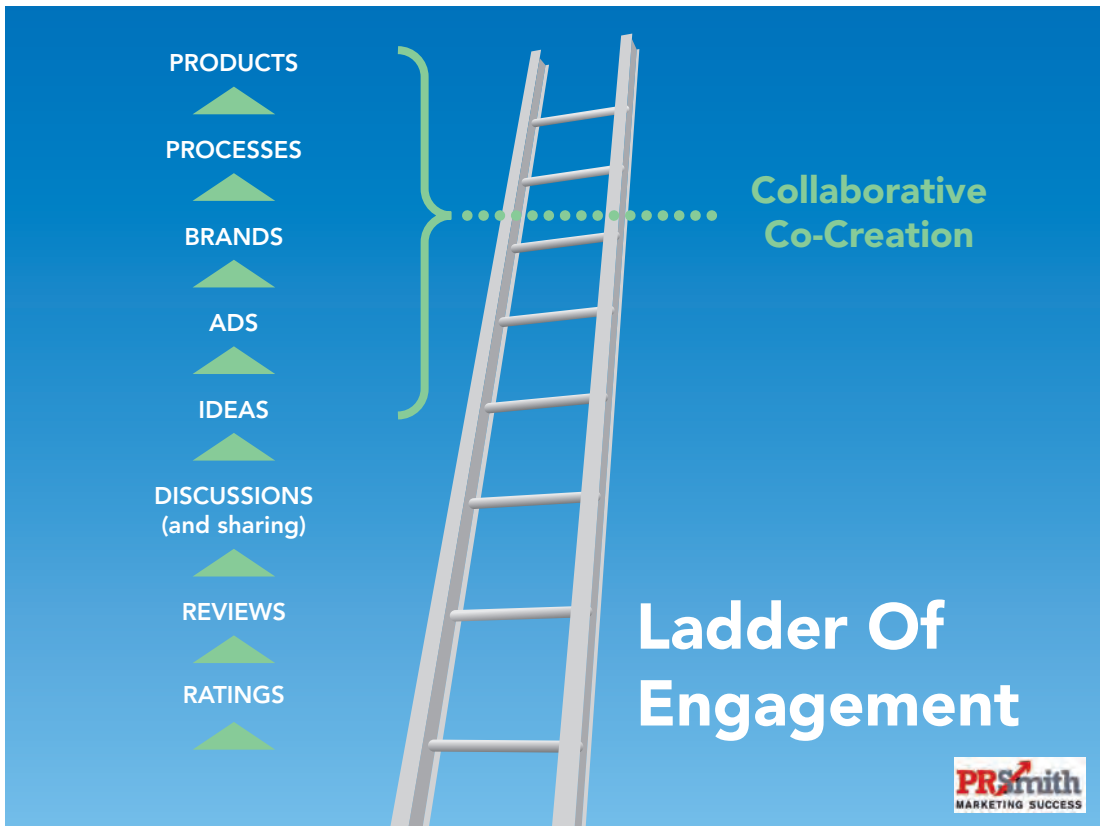 PRODUCTS
PROCESSES
BRANDS
ADS
IDEAS
DISCUSSIONS
(and sharing)
REVIEWS
RATINGS
Collaborative
Co-Creation
Ladder Of
Engagement
PRSmith
MARKETING SUCCESS